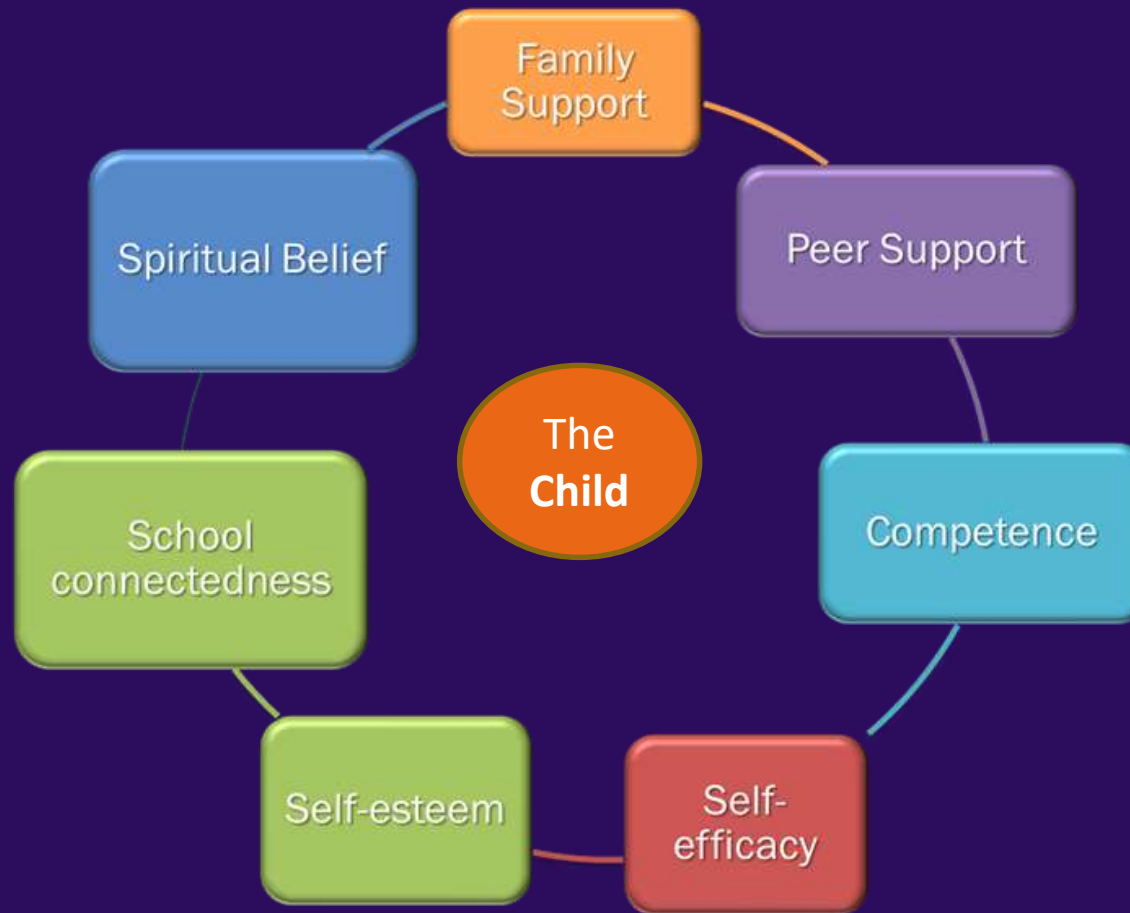 Family
Support
Peer Support
Competence
Self-
efficacy
Self-esteem
School
connectedness
Spiritual Belief
The
Child